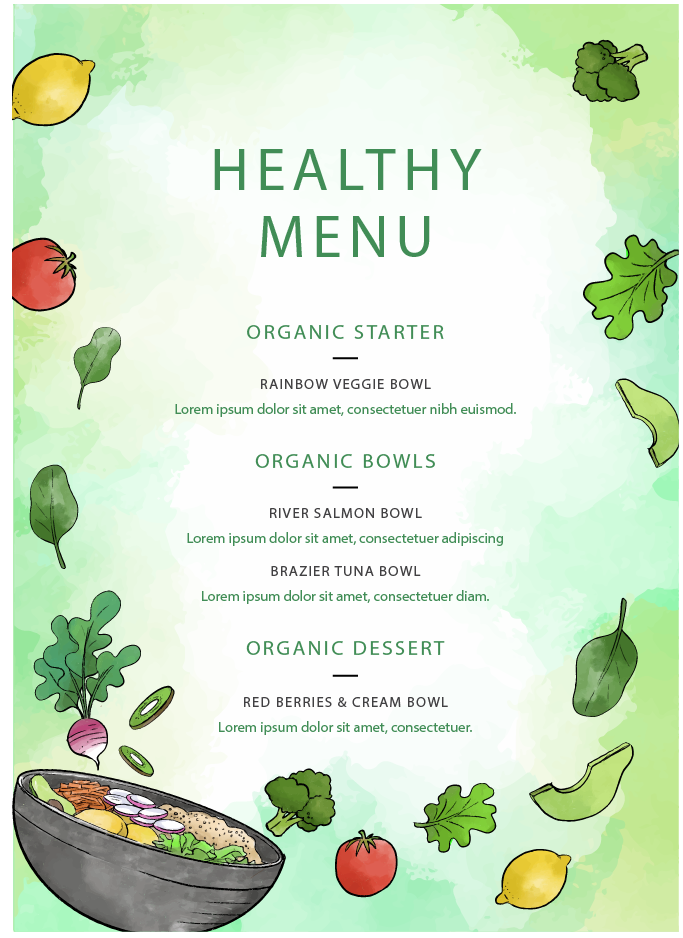 HEALTHY
MENU
ORGANIC STARTER
RAINBOW VEGGIE BOWL
Lorem ipsum dolor sit amet, consectetuer nibh euismod.
ORGANIC BOWLS
RIVER SALMON BOWL
Lorem ipsum dolor sit amet, consectetuer adipiscing
BRAZIER TUNA BOWL
Lorem ipsum dolor sit amet, consectetuer diam.
ORGANIC DESSERT
RED BERRIES & CREAM BOWL
Lorem ipsum dolor sit amet, consectetuer.